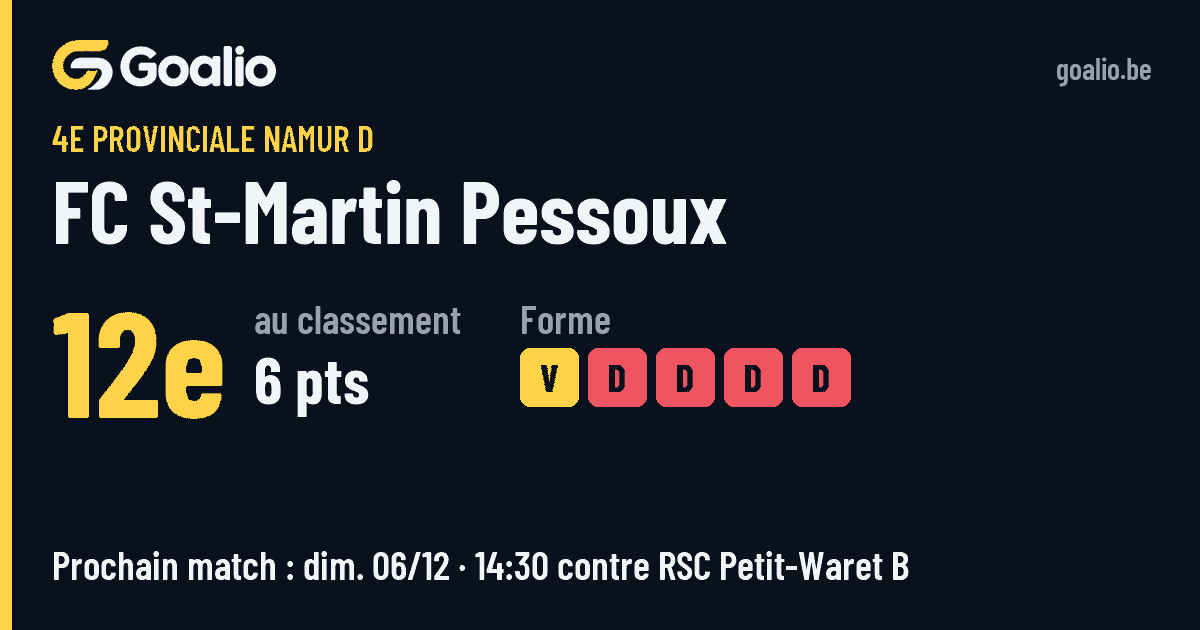 Goalio
goalio.be
4E PROVINCIALE NAMUR D
FC St-Martin Pessoux
12e
au classement
6 pts
Forme
V D D D D
Prochain match : dim. 06/12 · 14:30 contre RSC Petit-Waret B